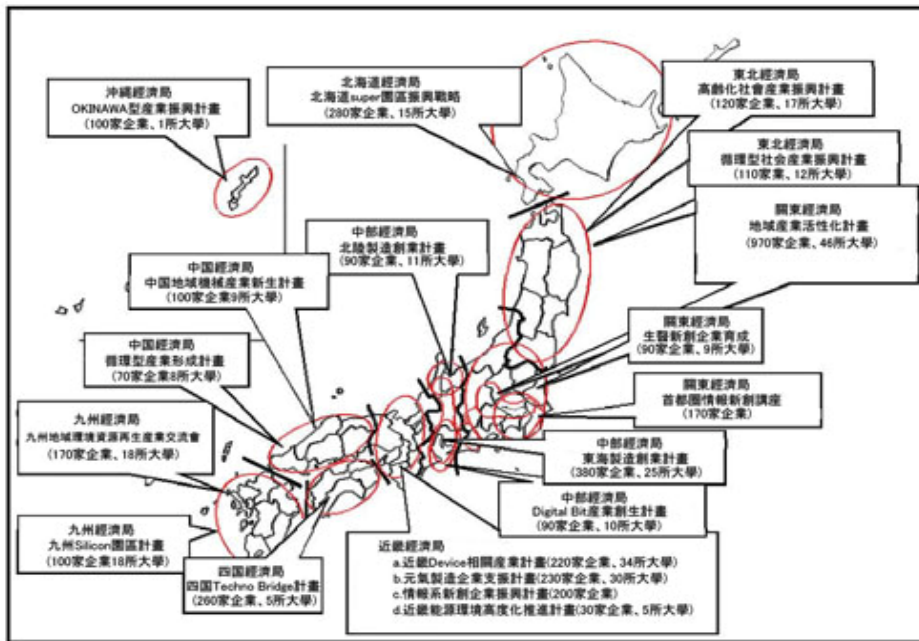 沖縄經濟局
OKINAWA型産業振興計畫
(100家企業、1所大學)
北海道經濟局
北海道super園區振興戰略
(280家企業、15所大學)
東北經濟局
高齡化社會産業振興計畫
(120家企業、17所大學)
東北經濟局
循環型社会産業振興計畫
(110家企業、12所大學)
關東經濟局
地域産業活性化計畫
(970家企業、46所大學)
中部經濟局
北陸製造創業計畫
(90家企業、11所大學)
中国經濟局
中国地域機械産業新生計畫
(100家企業9所大學)
關東經濟局
生醫新創企業育成
(90家企業、9所大學)
中国經濟局
循環型産業形成計畫
(70家企業8所大學)
關東經濟局
首都圏情報新創講座
(170家企業)
九州經濟局
九州地域環境資源再生産業交流會
(170家企業、18所大學)
中部經濟局
東海製造創業計畫
(380家企業、25所大學)
中部經濟局
Digital Bit産業創生計畫
(90家企業、10所大學)
九州經濟局
九州Silicon園區計畫
(100家企業18所大學)
四国經濟局
四国Techno Bridge計畫
(260家企業、5所大學)
近畿經濟局
a.近畿Device相關産業計畫(220家企業、34所大學)
b.元氣製造企業支援計畫(230家企業、30所大學)
c.情報系新創企業振興計畫(200家企業)
d.近畿能源環境高度化推進計畫(30家企業、5所大學)